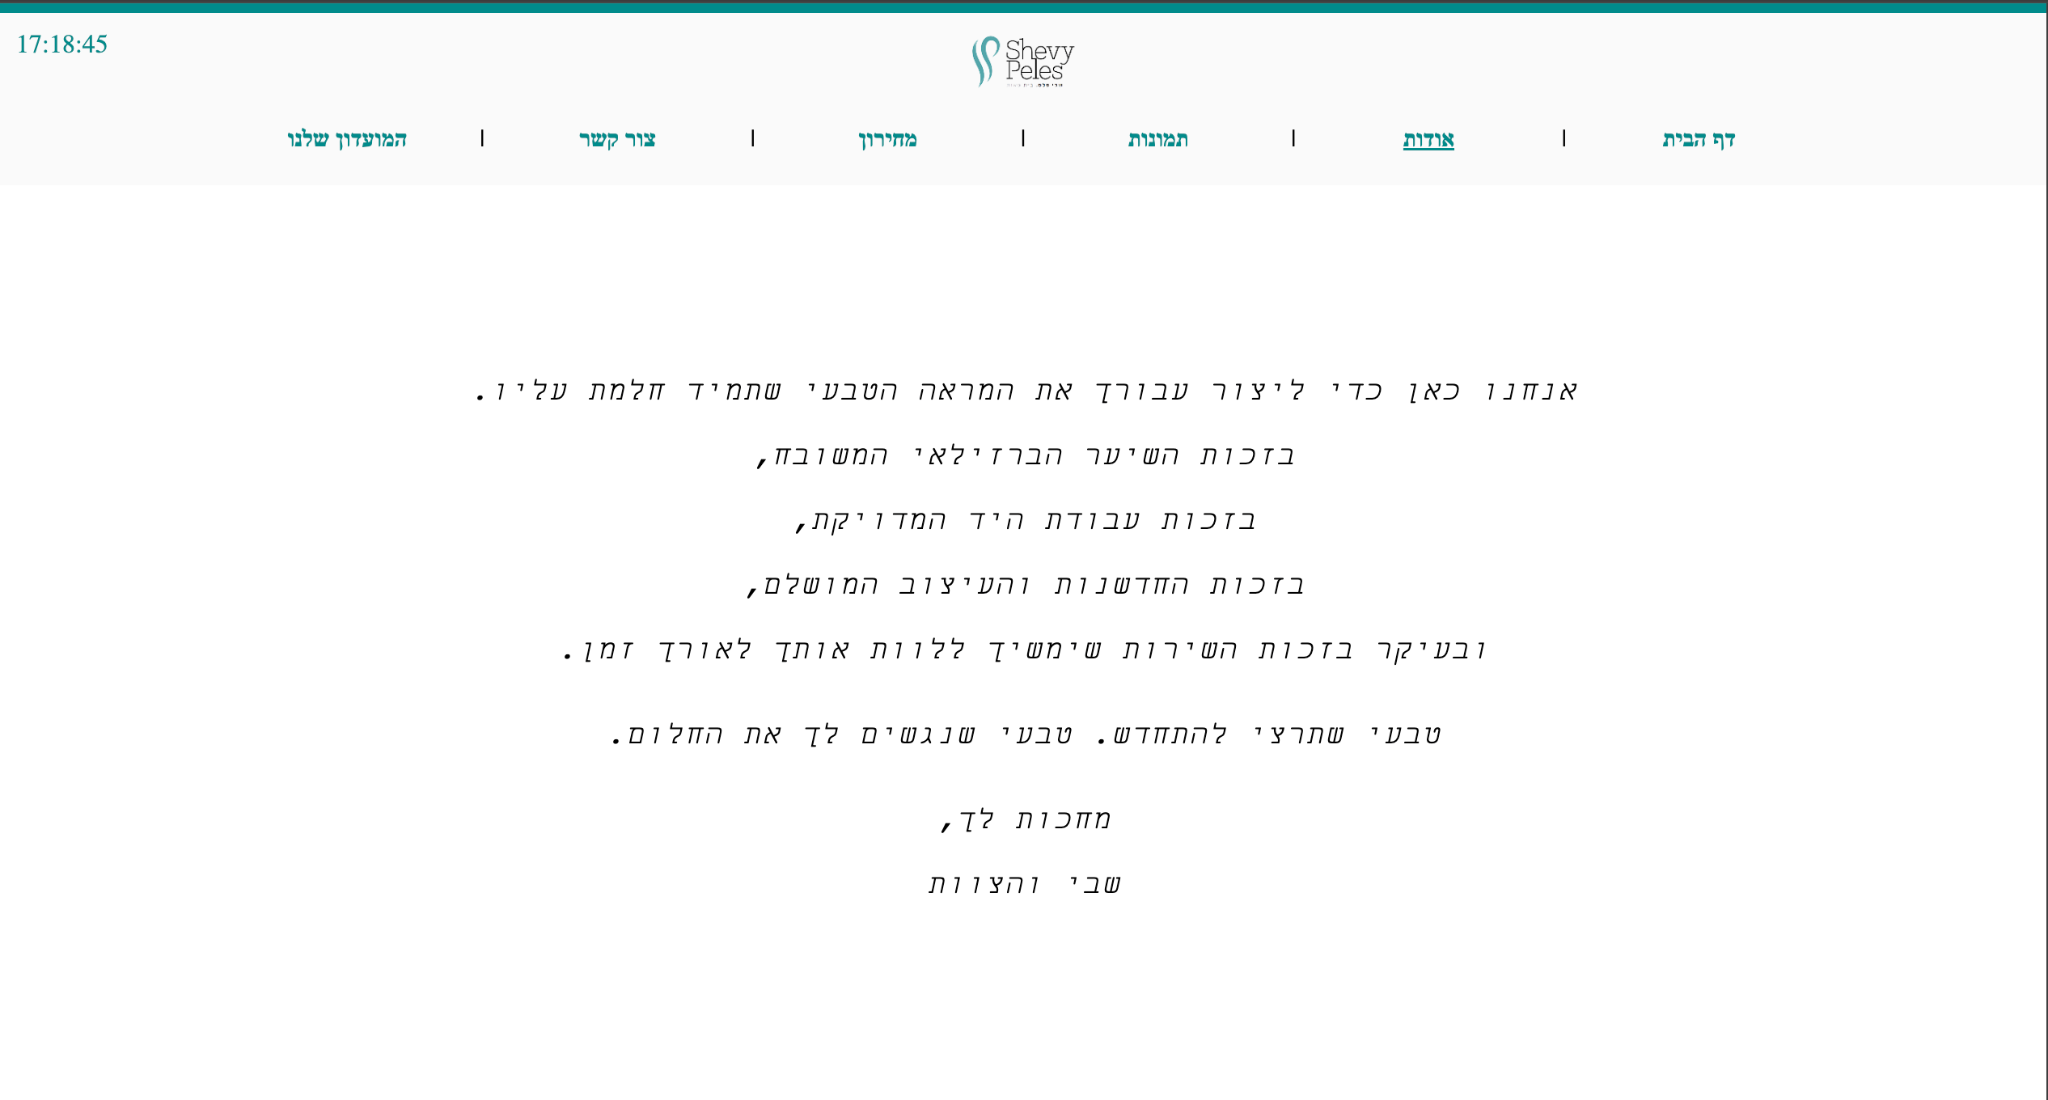 17:18:45
Shevy
Peles
דף הבית | אודות | תמונות | מחירון | צור קשר | המועדון שלנו
אנחנו כאן כדי ליצור עבורך את המראה הטבעי שתמיד חלמת עליו.
בזכות השיער הברזילאי המשובח,
בזכות עבודת היד המדויקת,
בזכות החדשנות והעיצוב המושלם,
ובעיקר בזכות השירות שימשיך ללוות אותך לאורך זמן.
טבעי שתרצי להתחדש. טבעי שנגשים לך את החלום.
מחכות לך,
שבי והצוות